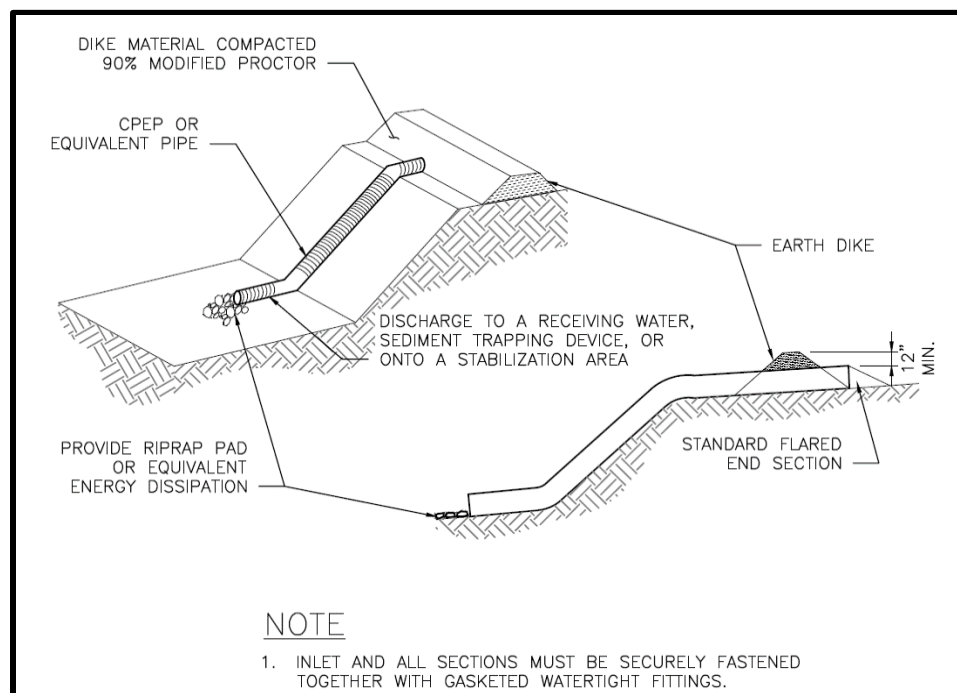 DIKE MATERIAL COMPACTED
90% MODIFIED PROCTOR
CPEP OR
EQUIVALENT PIPE
EARTH DIKE
DISCHARGE TO A RECEIVING WATER,
SEDIMENT TRAPPING DEVICE, OR
ONTO A STABILIZATION AREA
12"
MIN.
PROVIDE RIPRAP PAD
OR EQUIVALENT
ENERGY DISSIPATION
STANDARD FLARED
END SECTION
NOTE
1. INLET AND ALL SECTIONS MUST BE SECURELY FASTENED
TOGETHER WITH GASKETED WATERTIGHT FITTINGS.